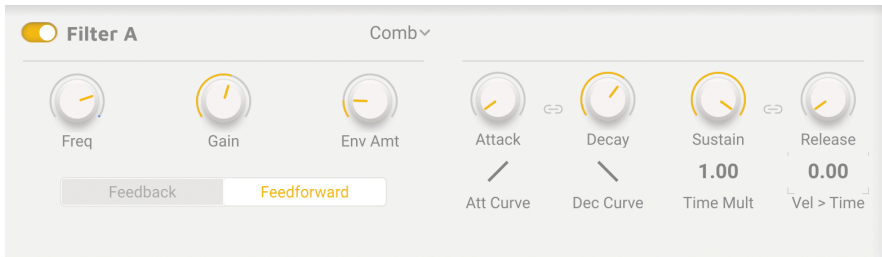 Filter A
Comb
Freq Gain Env Amt
Feedback Feedforward
Attack Decay Sustain Release
1.00 0.00
Att Curve Dec Curve Time Mult Vel > Time